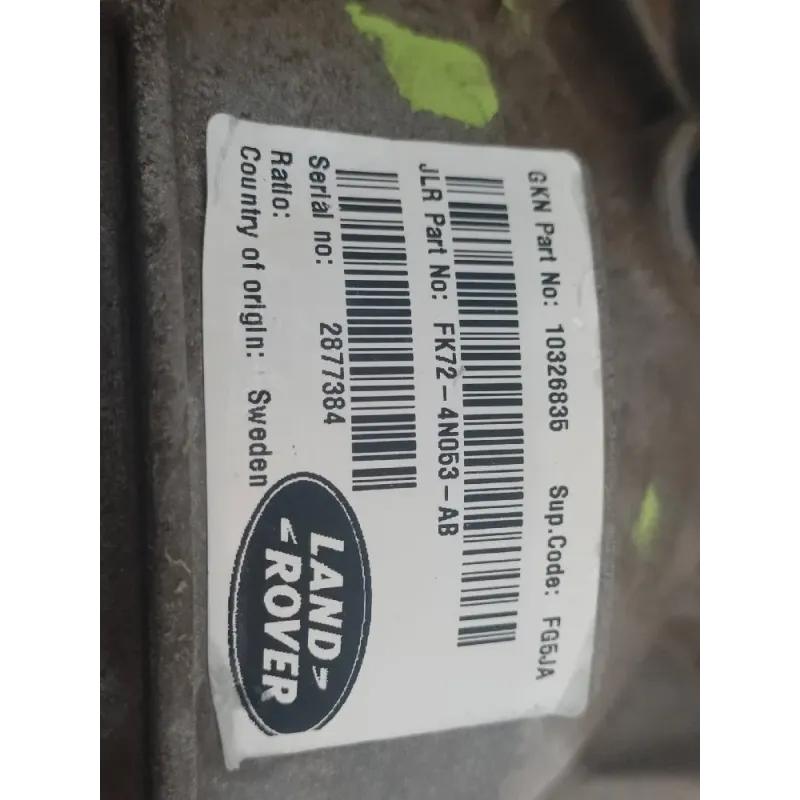 GKN Part No: 10326835 Sup.Code: FG5JA
JLR Part No: FK72-4N053-AB
Serial no: 2877384
Ratio:
Country of origin: Sweden
LAND
ROVER